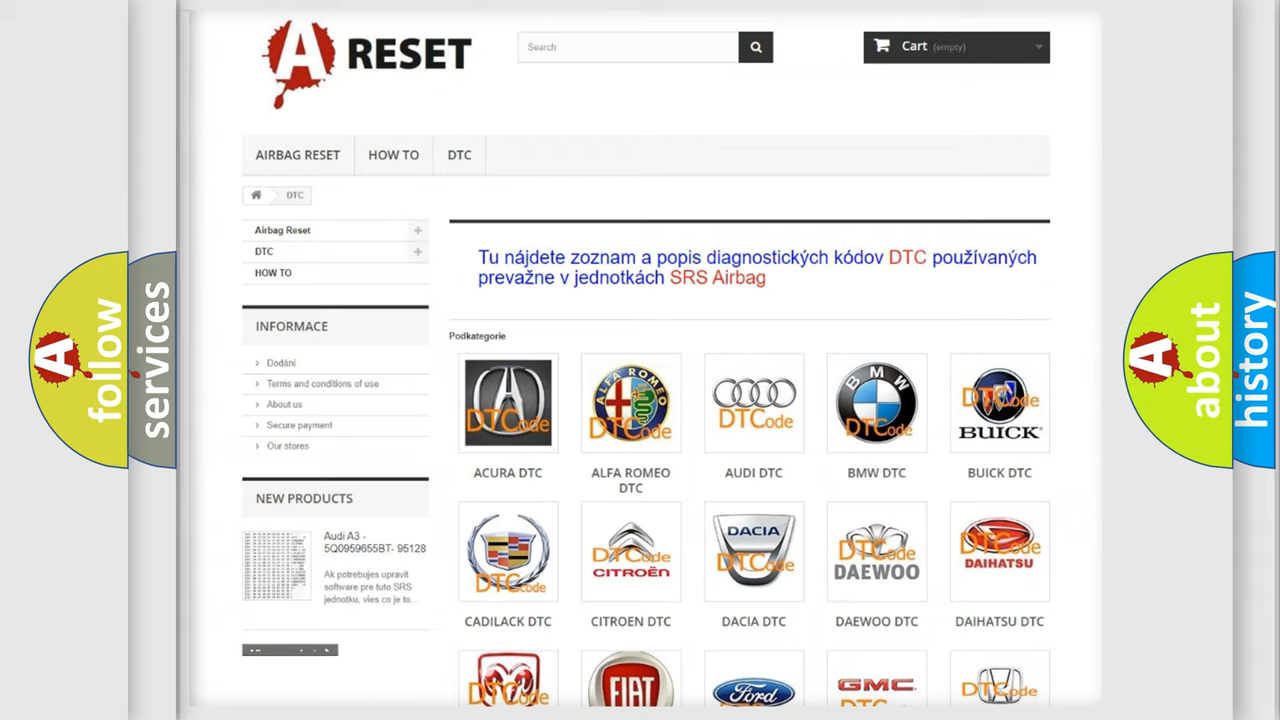 A RESET
Search
Cart (empty)
AIRBAG RESET
HOW TO
DTC
DTC
Airbag Reset
DTC
HOW TO
Tu nájdete zoznam a popis diagnostických kódov DTC používaných
prevažne v jednotkách SRS Airbag
INFORMACE
Dodání
Terms and conditions of use
About us
Secure payment
Our stores
NEW PRODUCTS
Audi A3 -
5Q0959655BT- 95128
Ak potrebujes upravit
software pre tuto SRS
jednotku, vies co je to...
Podkategorie
DTCode
ALFA ROMEO
DTCode
DTCode
BMW
DTCode
DTCode
BUICK
ACURA DTC
ALFA ROMEO
DTC
AUDI DTC
BMW DTC
BUICK DTC
DTCode
DTCode
CITROËN
DACIA
DTCode
DTCode
DAEWOO
DTCode
DAIHATSU
CADILACK DTC
CITROEN DTC
DACIA DTC
DAEWOO DTC
DAIHATSU DTC
DTCode
FIAT
Ford
GMC
DTCode
A follow
services
A about
history